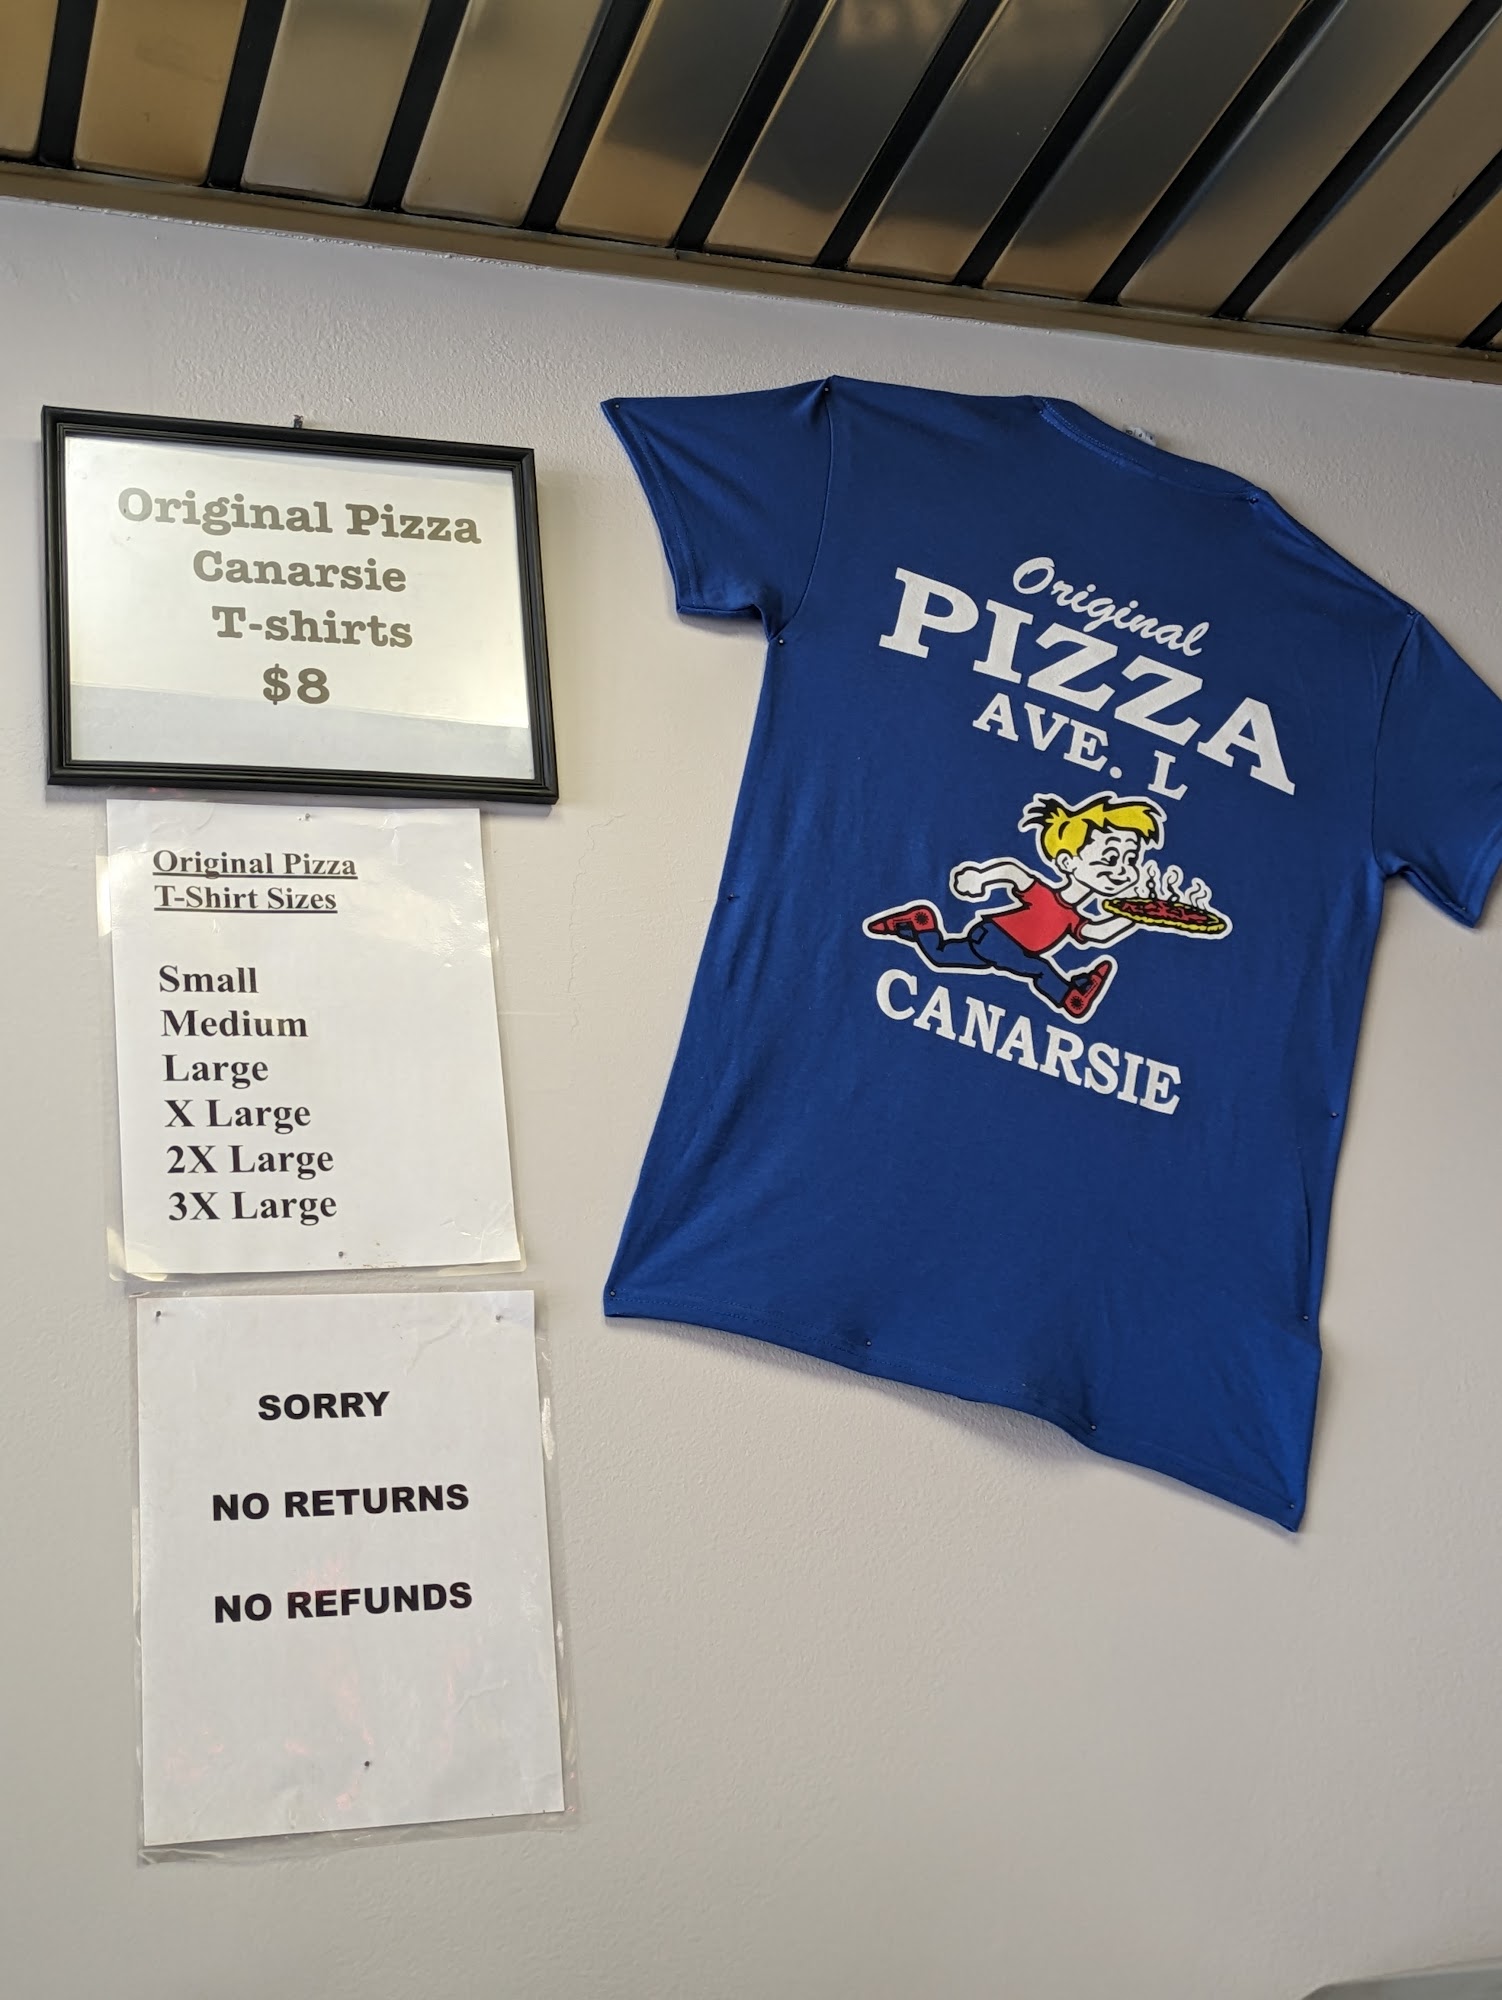 Original Pizza
Canarsie
T-shirts
$8
Original Pizza
T-Shirt Sizes
Small
Medium
Large
X Large
2X Large
3X Large
SORRY
NO RETURNS
NO REFUNDS
Original
PIZZA
AVE. L
CANARSIE